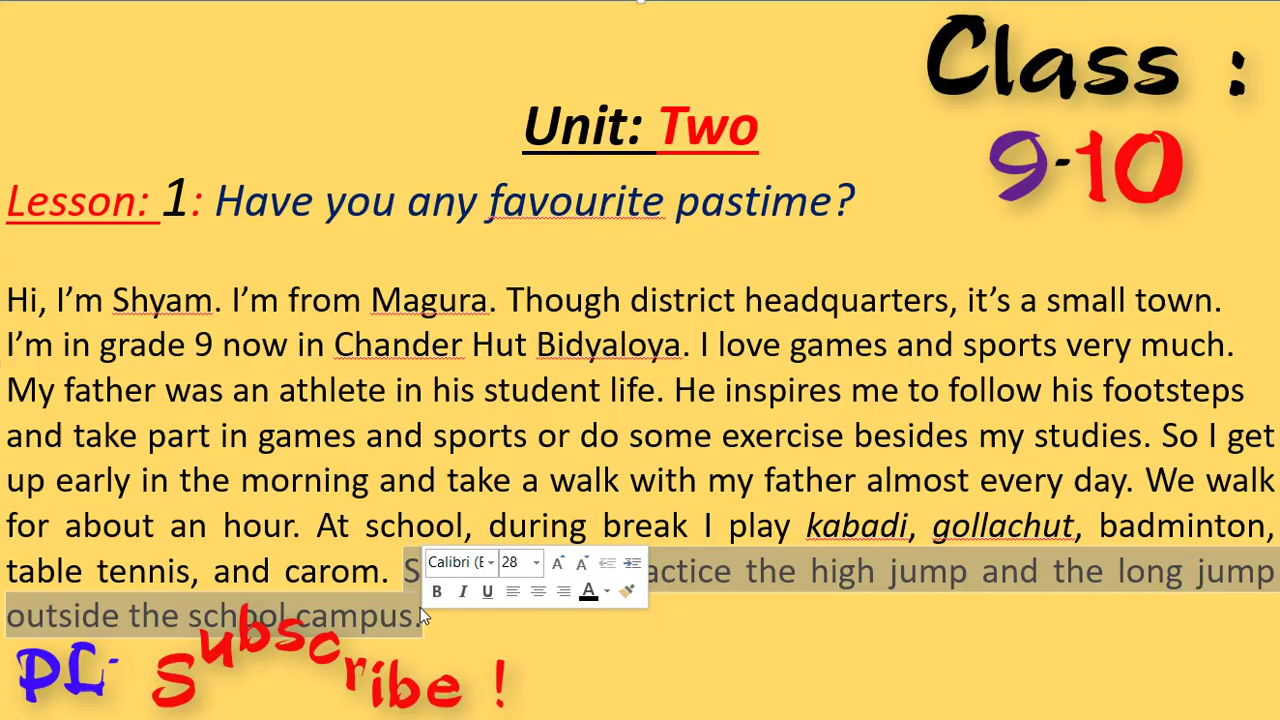 Class :
9-10
Unit: Two
Lesson: 1: Have you any favourite pastime?
Hi, I’m Shyam. I’m from Magura. Though district headquarters, it’s a small town.
I’m in grade 9 now in Chander Hut Bidyaloya. I love games and sports very much.
My father was an athlete in his student life. He inspires me to follow his footsteps
and take part in games and sports or do some exercise besides my studies. So I get
up early in the morning and take a walk with my father almost every day. We walk
for about an hour. At school, during break I play kabadi, gollachut, badminton,
table tennis, and carom. the high jump and the long jump
outside the school campus.
Calibri (E 28
B I U A
Subscribe !